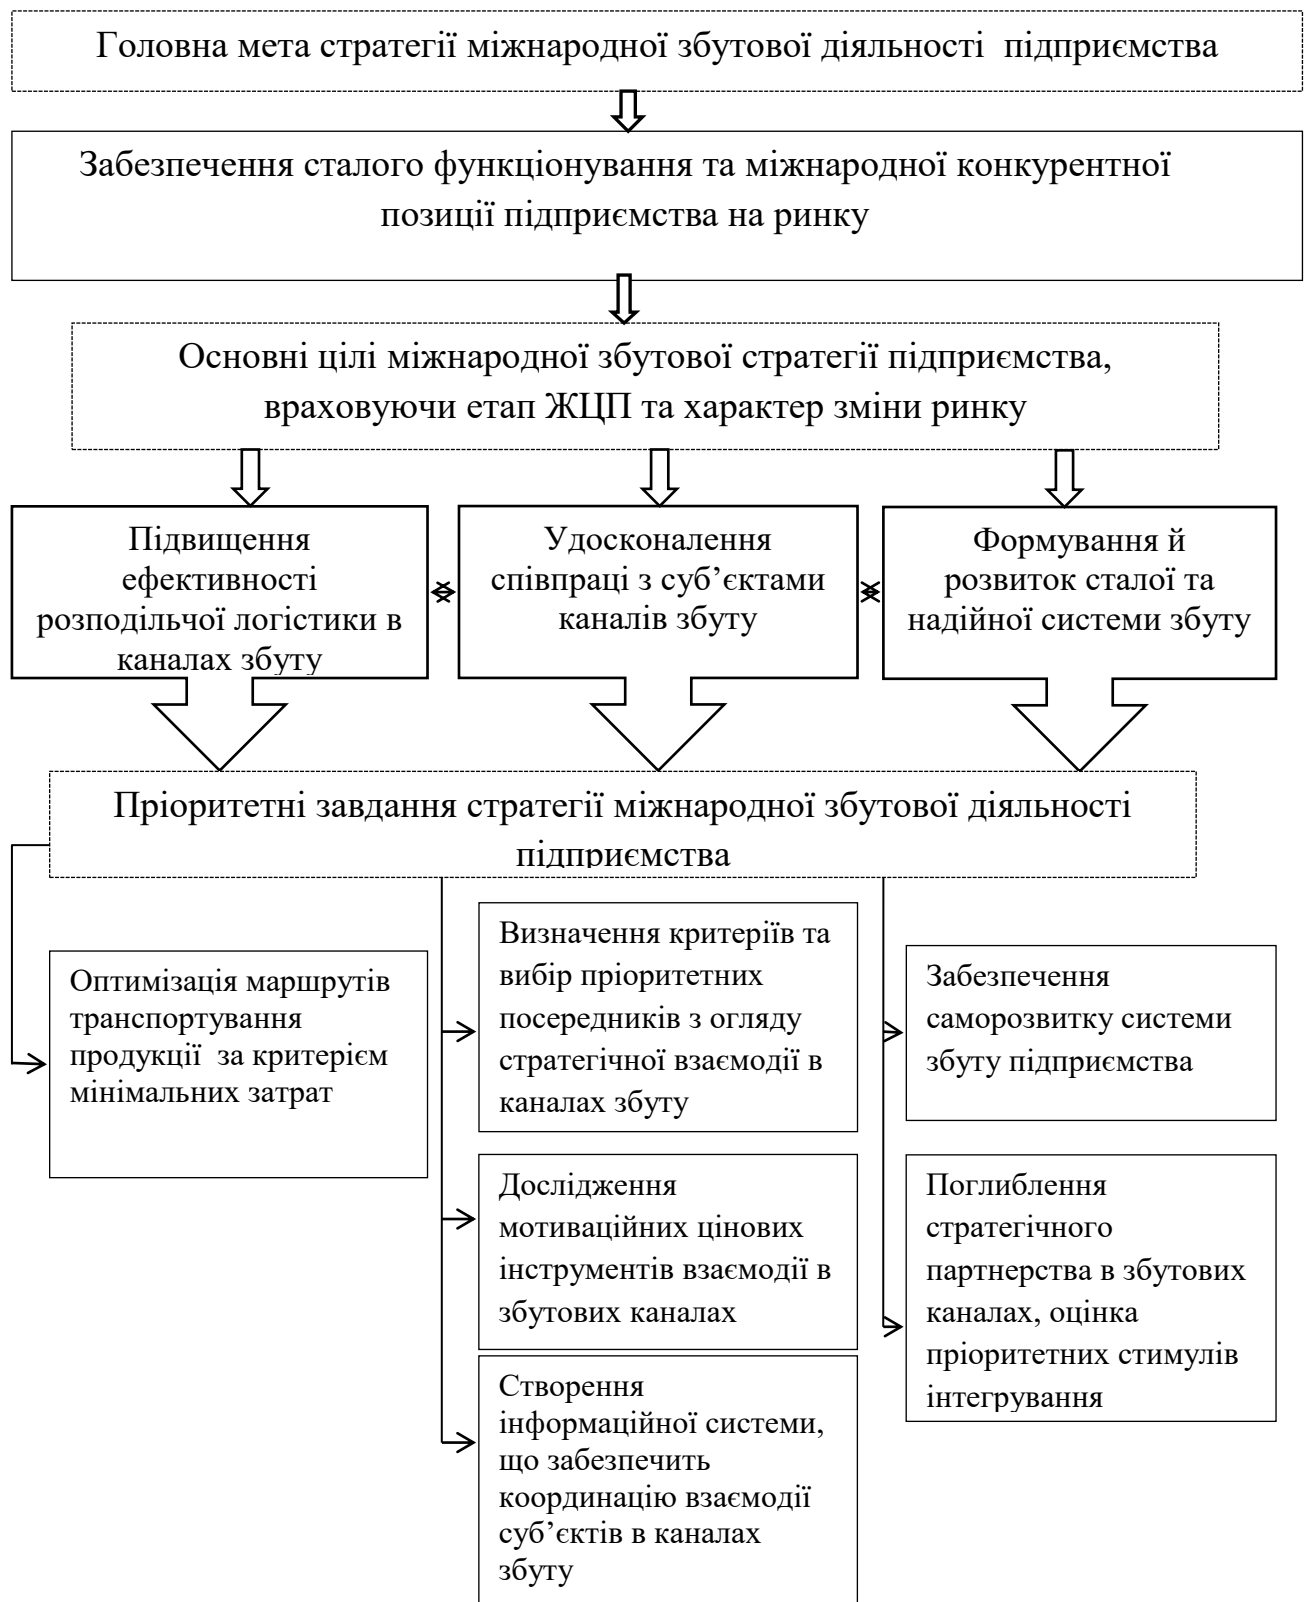 Головна мета стратегії міжнародної збутової діяльності підприємства
Забезпечення сталого функціонування та міжнародної конкурентної
позиції підприємства на ринку
Основні цілі міжнародної збутової стратегії підприємства,
враховуючи етап ЖЦП та характер зміни ринку
Підвищення
ефективності
розподільчої логістики в
каналах збуту
Удосконалення
співпраці з суб’єктами
каналів збуту
Формування й
розвиток сталої та
надійної системи збуту
Пріоритетні завдання стратегії міжнародної збутової діяльності
підприємства
Оптимізація маршрутів
транспортування
продукції за критерієм
мінімальних затрат
Визначення критеріїв та
вибір пріоритетних
посередників з огляду
стратегічної взаємодії в
каналах збуту
Дослідження
мотиваційних цінових
інструментів взаємодії в
збутових каналах
Створення
інформаційної системи,
що забезпечить
координацію взаємодії
суб’єктів в каналах
збуту
Забезпечення
саморозвитку системи
збуту підприємства
Поглиблення
стратегічного
партнерства в збутових
каналах, оцінка
пріоритетних стимулів
інтегрування